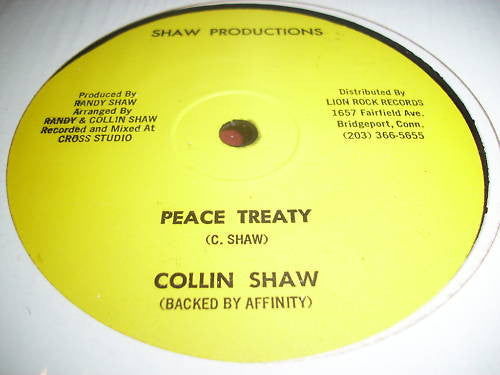 SHAW PRODUCTIONS
Produced By
RANDY SHAW
Arranged By
RANDY & COLLIN SHAW
Recorded and Mixed At
CROSS STUDIO
Distributed By
LION ROCK RECORDS
1657 Fairfield Ave.
Bridgeport, Conn,
(203) 366-5655
PEACE TREATY
(C. SHAW)
COLLIN SHAW
(BACKED BY AFFINITY)